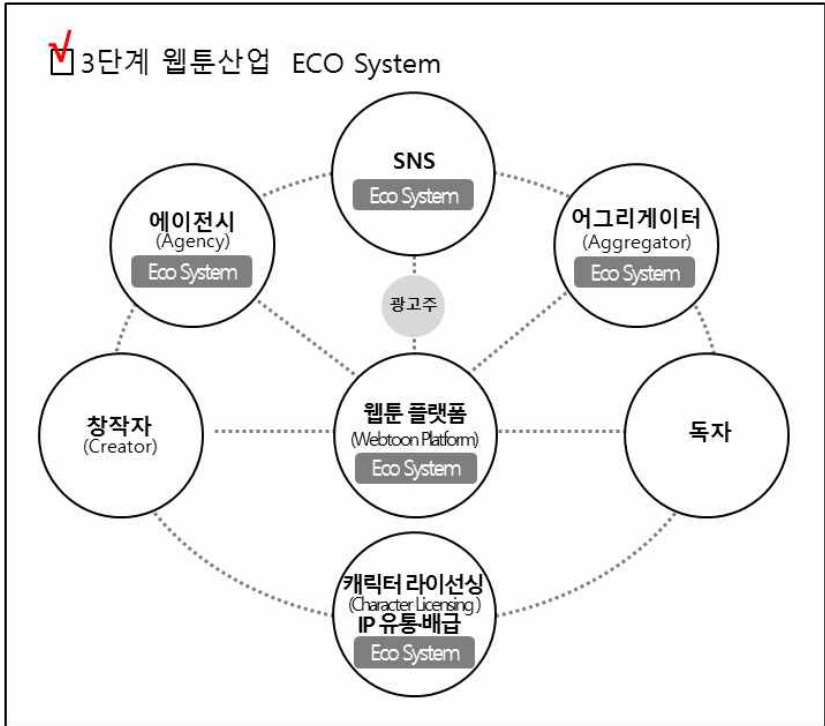 3단계 웹툰산업 ECO System
SNS
Eco System
에이전시
(Agency)
Eco System
어그리게이터
(Aggregator)
Eco System
광고주
창작자
(Creator)
웹툰 플랫폼
(Webtoon Platform)
Eco System
독자
캐릭터 라이선싱
(Character Licensing )
IP 유통·배급
Eco System